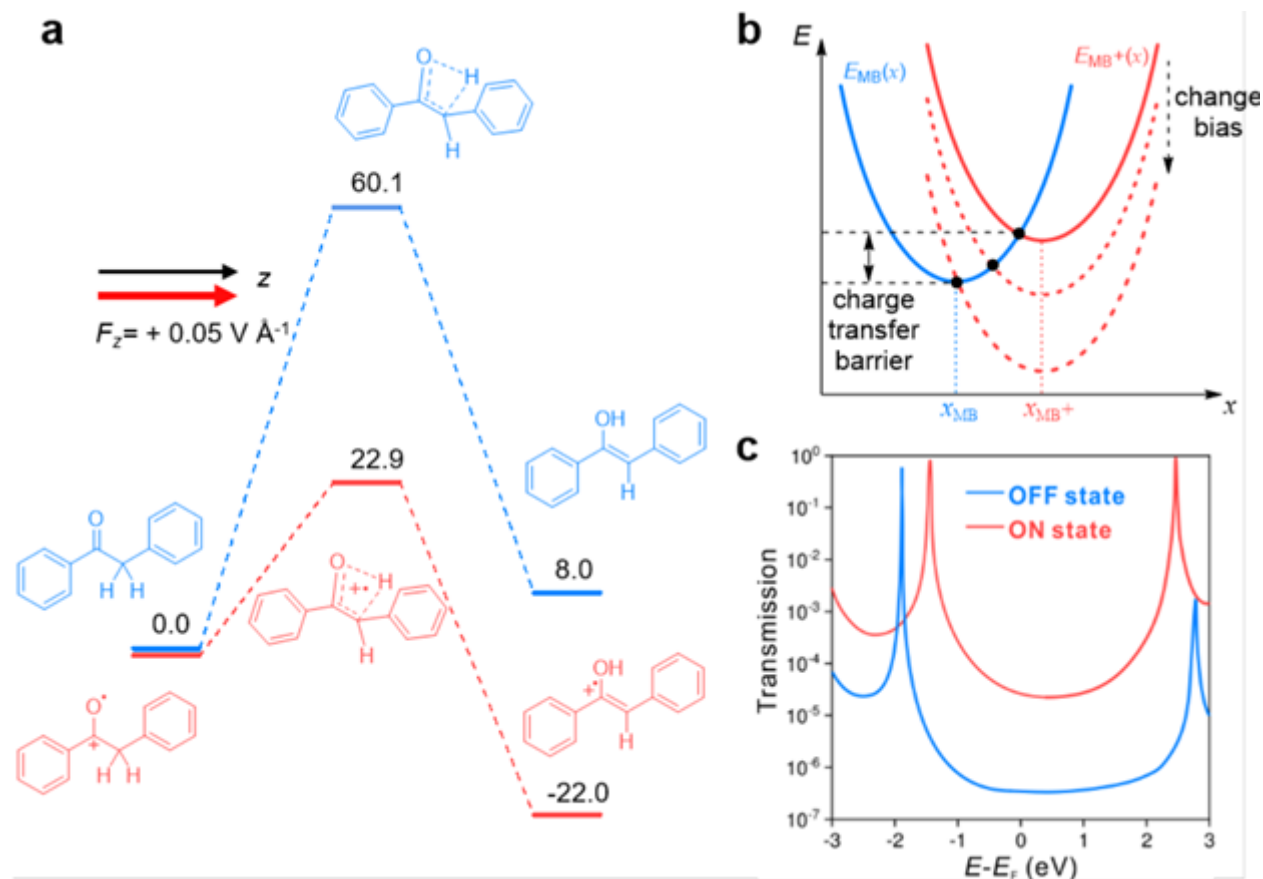 a
O
H
H
60.1
z
F_z= + 0.05 V Å⁻¹
22.9
O
H H
0.0
O
H
+•
H
OH
H
8.0
O•
+
H H
OH
+•
H
-22.0
b
E
E_MB(x)
E_MB+(x)
change
bias
charge
transfer
barrier
x_MB
x_MB+
x
c
10⁰
10⁻¹
10⁻²
10⁻³
10⁻⁴
10⁻⁵
10⁻⁶
10⁻⁷
Transmission
OFF state
ON state
-3 -2 -1 0 1 2 3
E-E_F (eV)